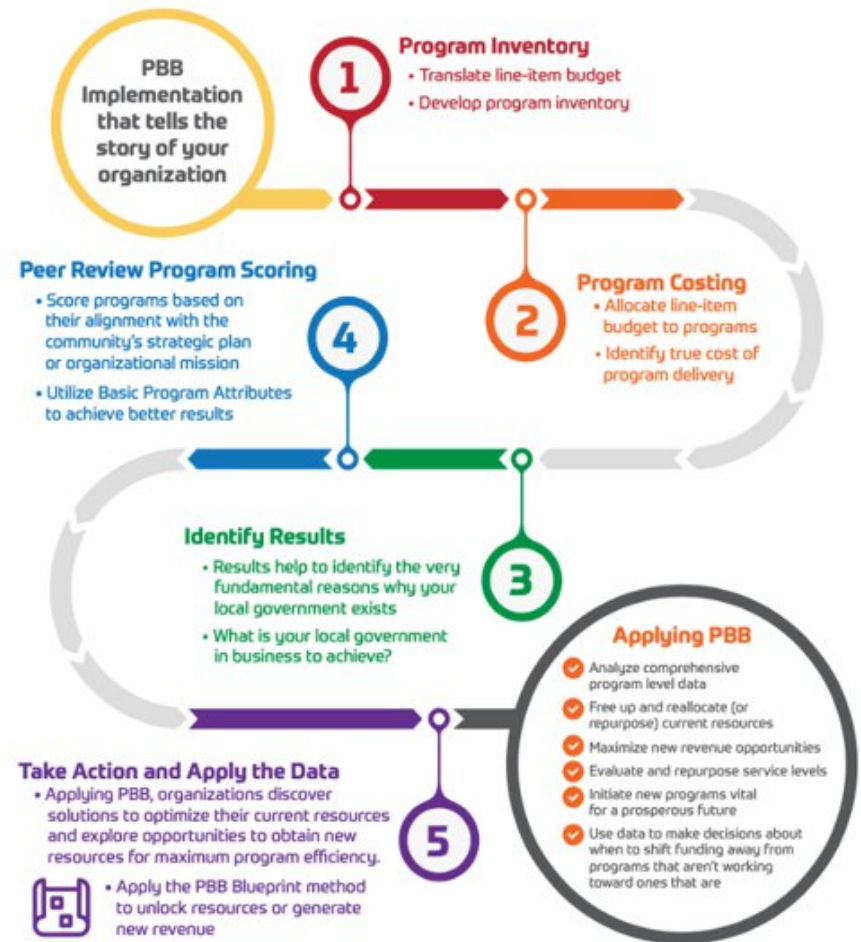 PBB
Implementation
that tells the
story of your
organization
1
Program Inventory
• Translate line-item budget
• Develop program inventory
2
Program Costing
• Allocate line-item
budget to programs
• Identify true cost of
program delivery
3
Identify Results
• Results help to identify the very
fundamental reasons why your
local government exists
• What is your local government
in business to achieve?
4
Peer Review Program Scoring
• Score programs based on
their alignment with the
community's strategic plan
or organizational mission
• Utilize Basic Program Attributes
to achieve better results
5
Take Action and Apply the Data
• Applying PBB, organizations discover
solutions to optimize their current resources
and explore opportunities to obtain new
resources for maximum program efficiency.
• Apply the PBB Blueprint method
to unlock resources or generate
new revenue
Applying PBB
Analyze comprehensive
program level data
Free up and reallocate (or
repurpose) current resources
Maximize new revenue opportunities
Evaluate and repurpose service levels
Initiate new programs vital
for a prosperous future
Use data to make decisions about
when to shift funding away from
programs that aren't working
toward ones that are